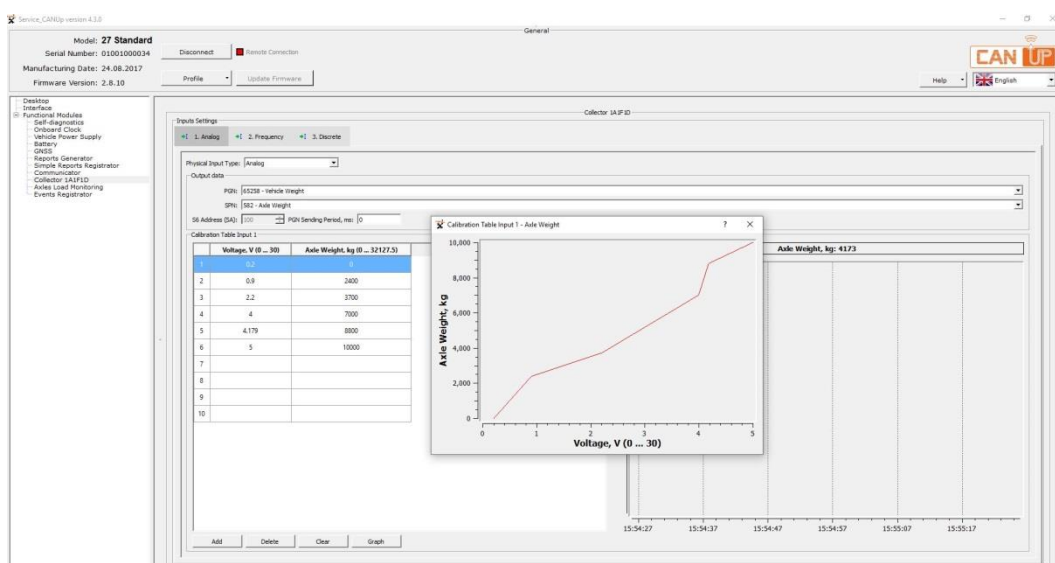 Service_CANUp version 4.3.0
General
Model: 27 Standard
Serial Number: 01001000034
Manufacturing Date: 24.08.2017
Firmware Version: 2.8.10
Disconnect
Remote Connection
Profile
Update Firmware
CAN UP
Help
English
Desktop
Interface
Functional Modules
Self-diagnostics
Onboard Clock
Vehicle Power Supply
Battery
GNSS
Reports Generator
Simple Reports Registrator
Communicator
Collector 1A1F1D
Axles Load Monitoring
Events Registrator
Collector 1A1F1D
Inputs Settings
1. Analog
2. Frequency
3. Discrete
Physical Input Type: Analog
Output data
PGN: 65258 - Vehicle Weight
SPN: 582 - Axle Weight
S6 Address (SA): 100
PGN Sending Period, ms: 0
Calibration Table Input 1
Voltage, V (0 ... 30) Axle Weight, kg (0 ... 32127.5)
1 0.2 0
2 0.9 2400
3 2.2 3700
4 4 7000
5 4.179 8800
6 5 10000
7
8
9
10
Add Delete Clear Graph
Calibration Table Input 1 - Axle Weight
? X
Axle Weight, kg
10,000
8,000
6,000
4,000
2,000
0
0 1 2 3 4 5
Voltage, V (0 ... 30)
Axle Weight, kg: 4173
15:54:27 15:54:37 15:54:47 15:54:57 15:55:07 15:55:17